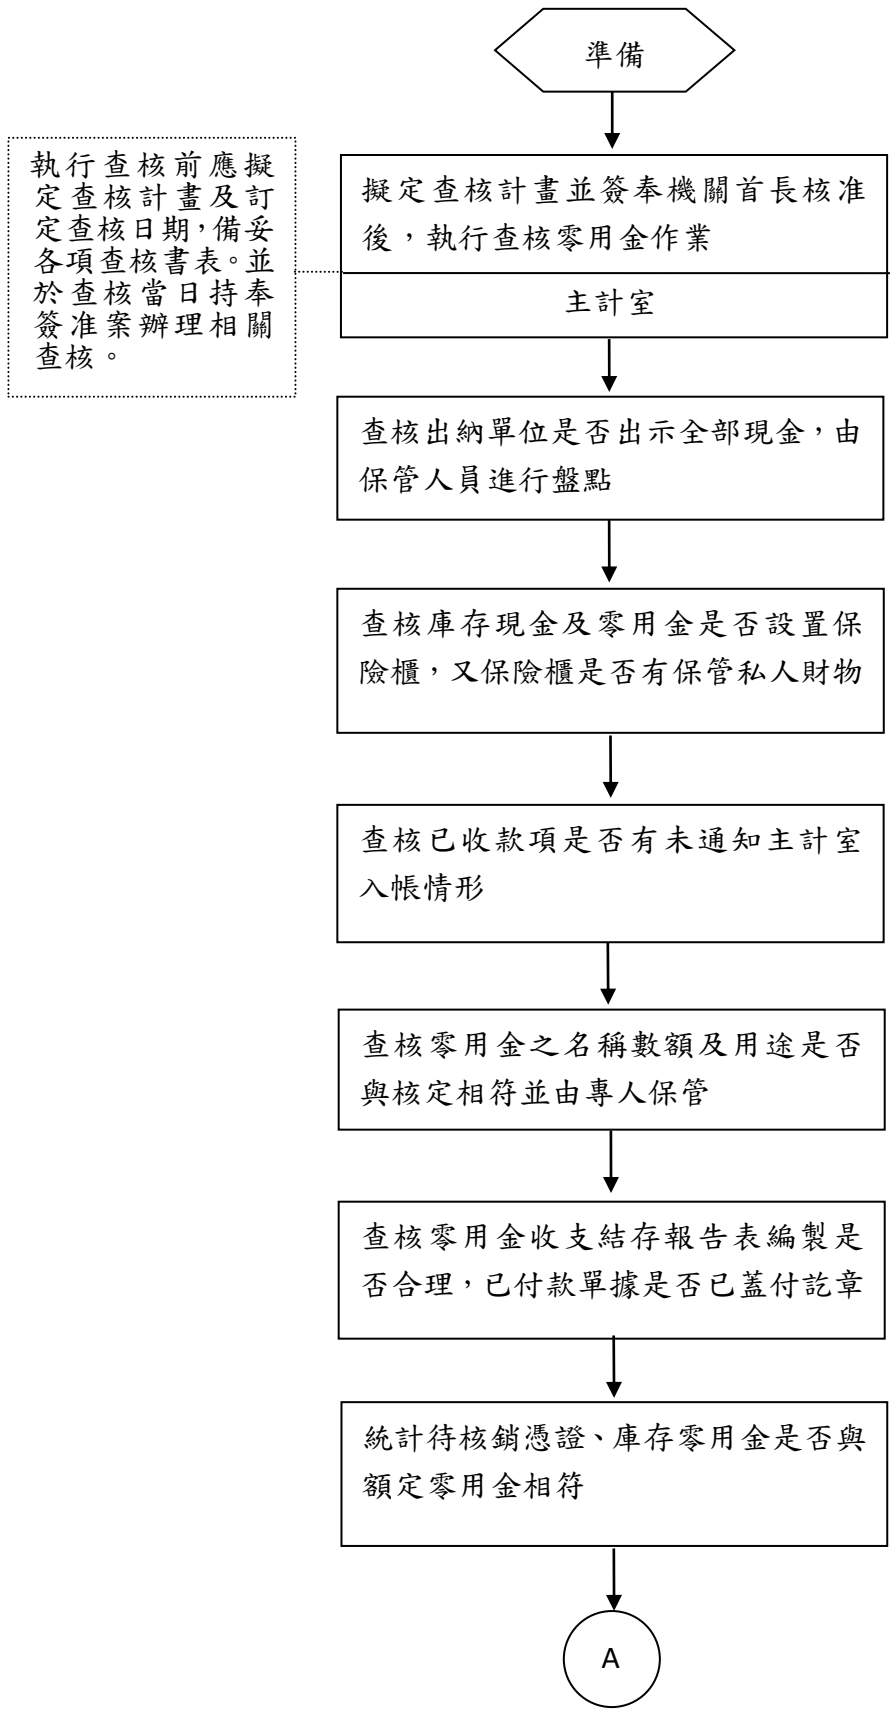 準備
執行查核前應擬
定查核計畫及訂
定查核日期，備妥
各項查核書表。並
於查核當日持奉
簽准案辦理相關
查核。
擬定查核計畫並簽奉機關首長核准
後，執行查核零用金作業
主計室
查核出納單位是否出示全部現金，由
保管人員進行盤點
查核庫存現金及零用金是否設置保
險櫃，又保險櫃是否有保管私人財物
查核已收款項是否有未通知主計室
入帳情形
查核零用金之名稱數額及用途是否
與核定相符並由專人保管
查核零用金收支結存報告表編製是
否合理，已付款單據是否已蓋付訖章
統計待核銷憑證、庫存零用金是否與
額定零用金相符
A